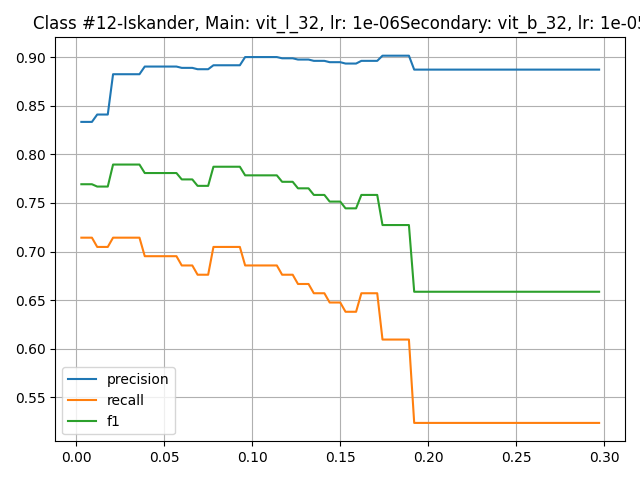 Class #12-Iskander, Main: vit_l_32, lr: 1e-06Secondary: vit_b_32, lr: 1e-05
0.90
0.85
0.80
0.75
0.70
0.65
0.60
0.55
precision
recall
f1
0.00 0.05 0.10 0.15 0.20 0.25 0.30